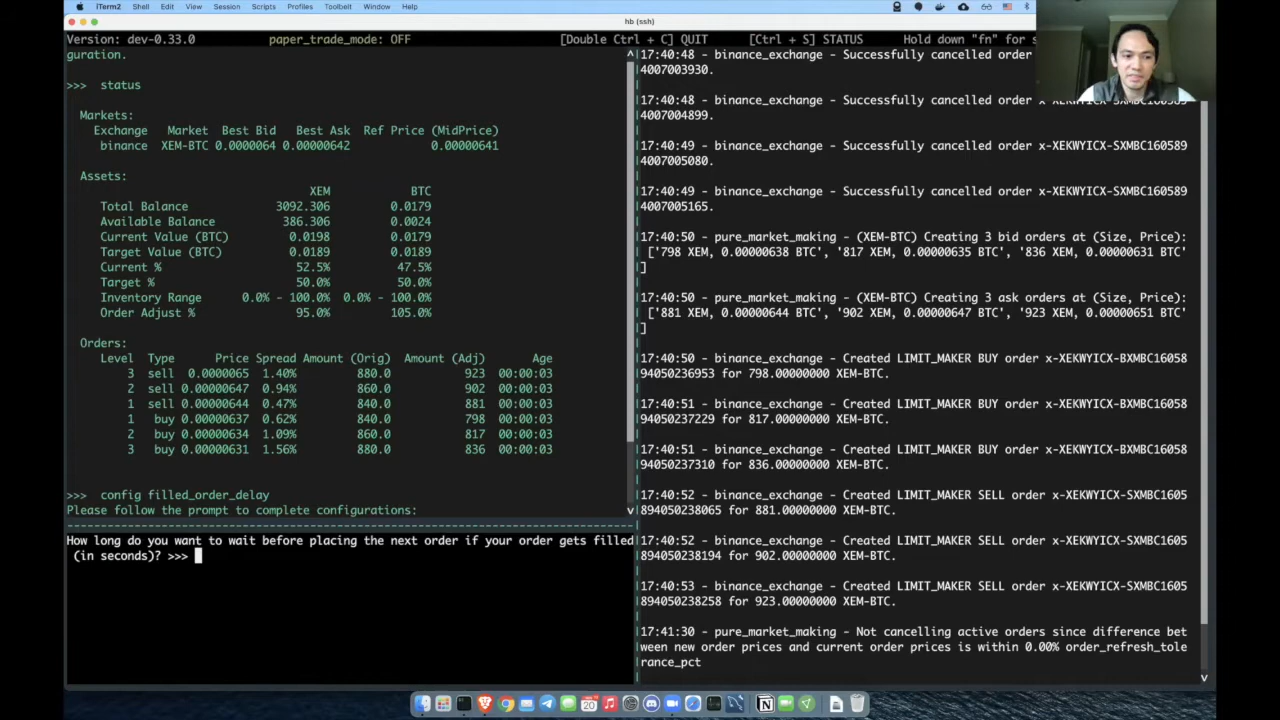 iTerm2 Shell Edit View Session Scripts Profiles Toolbelt Window Help
hb (ssh)
Version: dev-0.33.0 paper_trade_mode: OFF [Double Ctrl + C] QUIT [Ctrl + S] STATUS Hold down "fn" for s
guration.
>>> status
Markets:
Exchange Market Best Bid Best Ask Ref Price (MidPrice)
binance XEM-BTC 0.0000064 0.00000642 0.00000641
Assets:
XEM BTC
Total Balance 3092.306 0.0179
Available Balance 386.306 0.0024
Current Value (BTC) 0.0198 0.0179
Target Value (BTC) 0.0189 0.0189
Current % 52.5% 47.5%
Target % 50.0% 50.0%
Inventory Range 0.0% - 100.0% 0.0% - 100.0%
Order Adjust % 95.0% 105.0%
Orders:
Level Type Price Spread Amount (Orig) Amount (Adj) Age
3 sell 0.0000065 1.40% 880.0 923 00:00:03
2 sell 0.00000647 0.94% 860.0 902 00:00:03
1 sell 0.00000644 0.47% 840.0 881 00:00:03
1 buy 0.00000637 0.62% 840.0 798 00:00:03
2 buy 0.00000634 1.09% 860.0 817 00:00:03
3 buy 0.00000631 1.56% 880.0 836 00:00:03
>>> config filled_order_delay
Please follow the prompt to complete configurations:
How long do you want to wait before placing the next order if your order gets filled
(in seconds)? >>>
17:40:48 - binance_exchange - Successfully cancelled order
4007003930.
17:40:48 - binance_exchange - Successfully cancelled order x-XEKWYICX-SXMBC160589
4007004899.
17:40:49 - binance_exchange - Successfully cancelled order x-XEKWYICX-SXMBC160589
4007005080.
17:40:49 - binance_exchange - Successfully cancelled order x-XEKWYICX-SXMBC160589
4007005165.
17:40:50 - pure_market_making - (XEM-BTC) Creating 3 bid orders at (Size, Price):
['798 XEM, 0.00000638 BTC', '817 XEM, 0.00000635 BTC', '836 XEM, 0.00000631 BTC'
]
17:40:50 - pure_market_making - (XEM-BTC) Creating 3 ask orders at (Size, Price):
['881 XEM, 0.00000644 BTC', '902 XEM, 0.00000647 BTC', '923 XEM, 0.00000651 BTC'
]
17:40:50 - binance_exchange - Created LIMIT_MAKER BUY order x-XEKWYICX-BXMBC16058
94050236953 for 798.00000000 XEM-BTC.
17:40:51 - binance_exchange - Created LIMIT_MAKER BUY order x-XEKWYICX-BXMBC16058
94050237229 for 817.00000000 XEM-BTC.
17:40:51 - binance_exchange - Created LIMIT_MAKER BUY order x-XEKWYICX-BXMBC16058
94050237310 for 836.00000000 XEM-BTC.
17:40:52 - binance_exchange - Created LIMIT_MAKER SELL order x-XEKWYICX-SXMBC1605
894050238065 for 881.00000000 XEM-BTC.
17:40:52 - binance_exchange - Created LIMIT_MAKER SELL order x-XEKWYICX-SXMBC1605
894050238194 for 902.00000000 XEM-BTC.
17:40:53 - binance_exchange - Created LIMIT_MAKER SELL order x-XEKWYICX-SXMBC1605
894050238258 for 923.00000000 XEM-BTC.
17:41:30 - pure_market_making - Not cancelling active orders since difference bet
ween new order prices and current order prices is within 0.00% order_refresh_tole
rance_pct